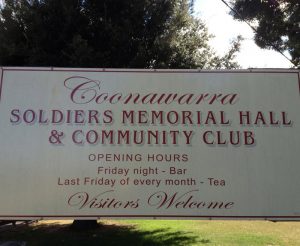 Coonawarra
SOLDIERS MEMORIAL HALL
& COMMUNITY CLUB
OPENING HOURS
Friday night - Bar
Last Friday of every month - Tea
Visitors Welcome